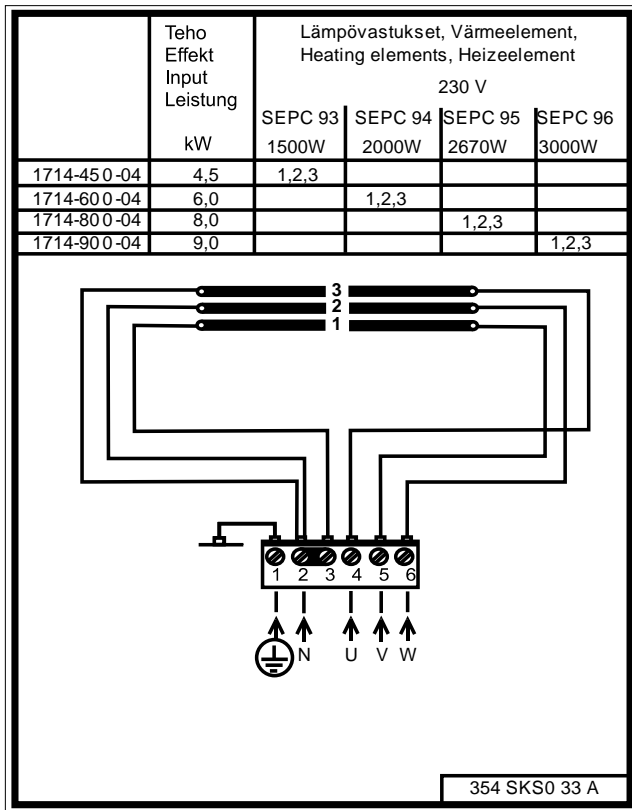 Teho
Effekt
Input
Leistung
kW
Lämpövastukset, Värmeelement,
Heating elements, Heizeelement
230 V
SEPC 93 SEPC 94 SEPC 95 SEPC 96
1500W 2000W 2670W 3000W
1714-450-04 4,5 1,2,3
1714-600-04 6,0 1,2,3
1714-800-04 8,0 1,2,3
1714-900-04 9,0 1,2,3
3
2
1
1 2 3 4 5 6
N U V W
354 SKS0 33 A